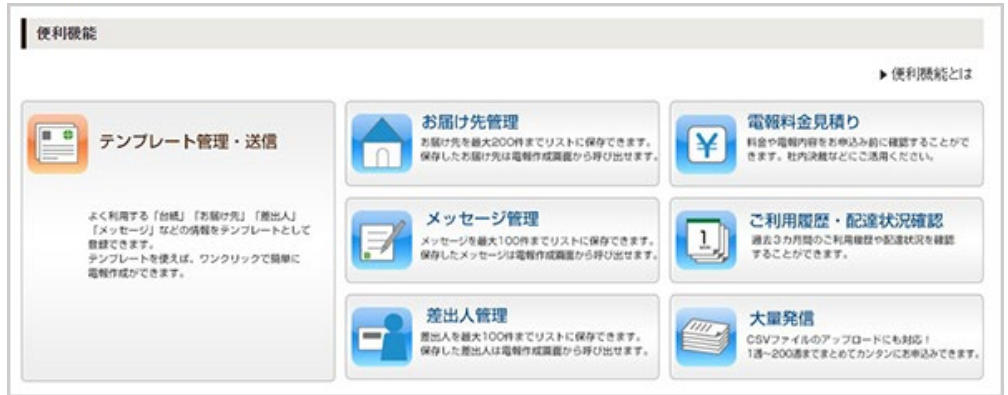 便利機能
▶便利機能とは
テンプレート管理・送信
よく利用する「台紙」「お届け先」「差出人」
「メッセージ」などの情報をテンプレートとして
登録できます。
テンプレートを使えば、ワンクリックで簡単に
電報作成ができます。
お届け先管理
お届け先を最大200件までリストに保存できます。
保存したお届け先は電報作成画面から呼び出せます。
メッセージ管理
メッセージを最大100件までリストに保存できます。
保存したメッセージは電報作成画面から呼び出せます。
差出人管理
差出人を最大100件までリストに保存できます。
保存した差出人は電報作成画面から呼び出せます。
電報料金見積り
料金や電報内容をお申込み前に確認することがで
きます。社内決裁などにご活用ください。
1
ご利用履歴・配達状況確認
過去3カ月間のご利用履歴や配達状況を確認
することができます。
大量発信
CSVファイルのアップロードにも対応！
1通～200通までまとめてカンタンにお申込みできます。